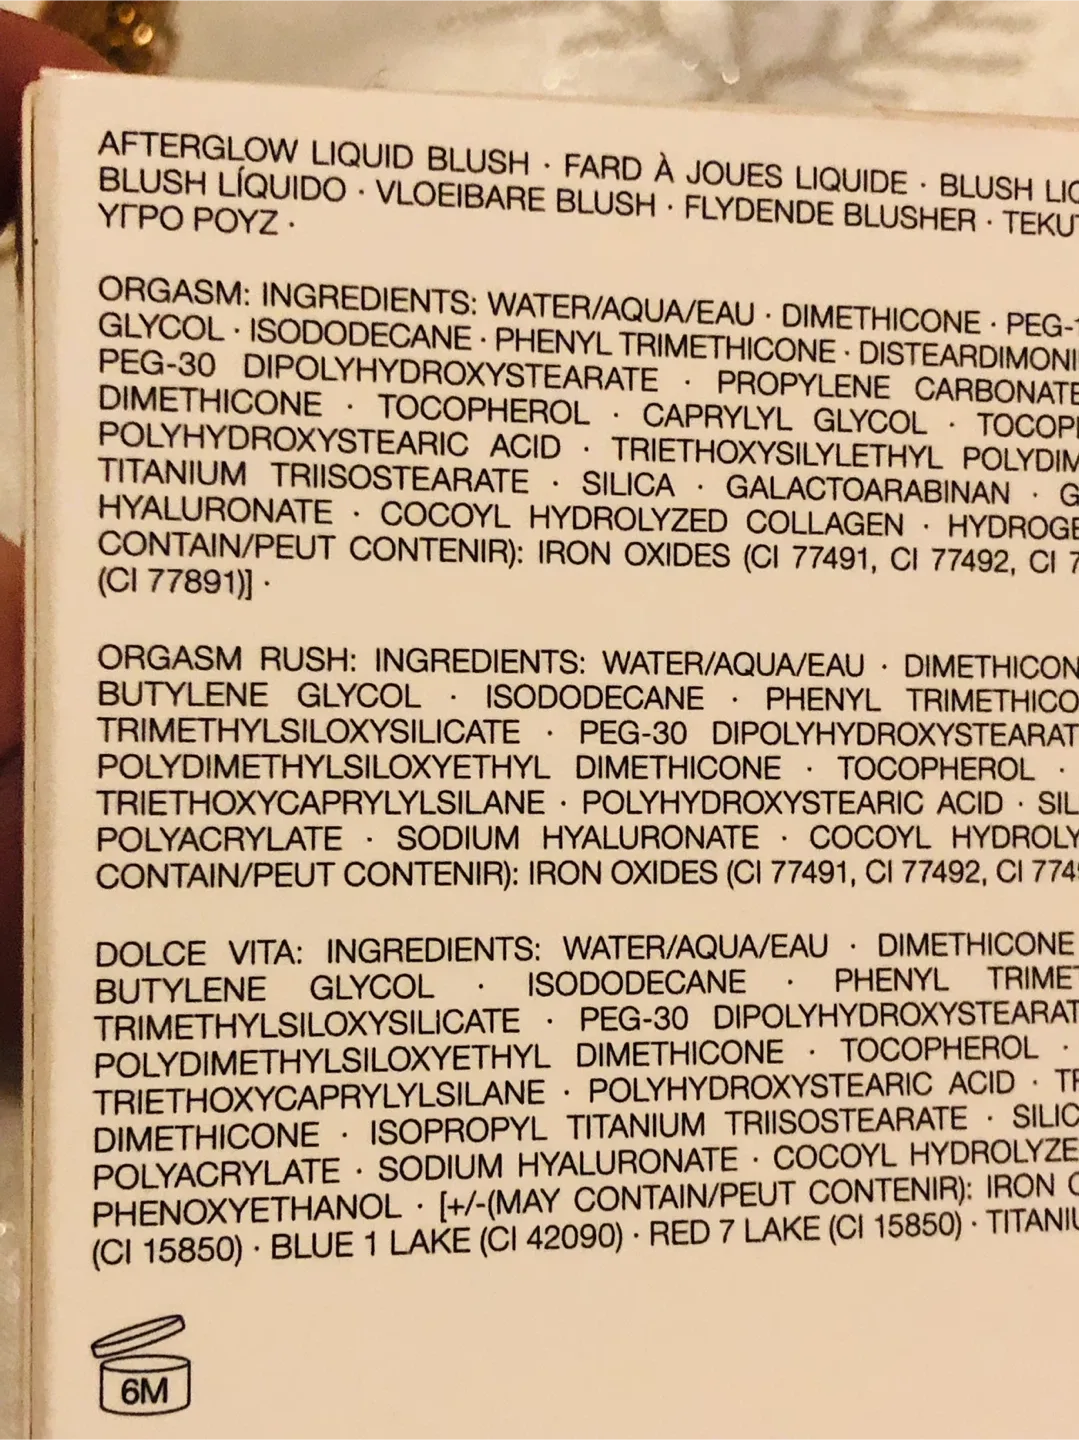 AFTERGLOW LIQUID BLUSH · FARD À JOUES LIQUIDE · BLUSH
BLUSH LÍQUIDO · VLOEIBARE BLUSH · FLYDENDE BLUSHER ·
ΥΓΡΟ ΡΟΥΖ ·
ORGASM: INGREDIENTS: WATER/AQUA/EAU · DIMETHICONE ·
GLYCOL · ISODODECANE · PHENYL TRIMETHICONE ·
PEG-30 DIPOLYHYDROXYSTEARATE · PROPYLENE CARBONATE
DIMETHICONE · TOCOPHEROL · CAPRYLYL GLYCOL ·
POLYHYDROXYSTEARIC ACID · TRIETHOXYSILYLETHYL
TITANIUM TRIISOSTEARATE · SILICA · GALACTOARABINAN ·
HYALURONATE · COCOYL HYDROLYZED COLLAGEN ·
CONTAIN/PEUT CONTENIR): IRON OXIDES (CI 77491, CI 77492, CI
(CI 77891)] ·
ORGASM RUSH: INGREDIENTS: WATER/AQUA/EAU ·
BUTYLENE GLYCOL · ISODODECANE · PHENYL
TRIMETHYLSILOXYSILICATE · PEG-30
POLYDIMETHYLSILOXYETHYL DIMETHICONE · TOCOPHEROL ·
TRIETHOXYCAPRYLYLSILANE · POLYHYDROXYSTEARIC ACID ·
POLYACRYLATE · SODIUM HYALURONATE · COCOYL
CONTAIN/PEUT CONTENIR): IRON OXIDES (CI 77491, CI 77492, CI
DOLCE VITA: INGREDIENTS: WATER/AQUA/EAU · DIMETHICONE
BUTYLENE GLYCOL · ISODODECANE · PHENYL
TRIMETHYLSILOXYSILICATE · PEG-30
POLYDIMETHYLSILOXYETHYL DIMETHICONE · TOCOPHEROL ·
TRIETHOXYCAPRYLYLSILANE · POLYHYDROXYSTEARIC ACID ·
DIMETHICONE · ISOPROPYL TITANIUM TRIISOSTEARATE ·
POLYACRYLATE · SODIUM HYALURONATE · COCOYL
PHENOXYETHANOL · [+/-(MAY CONTAIN/PEUT CONTENIR): IRON
(CI 15850) · BLUE 1 LAKE (CI 42090) · RED 7 LAKE (CI 15850) ·
6M